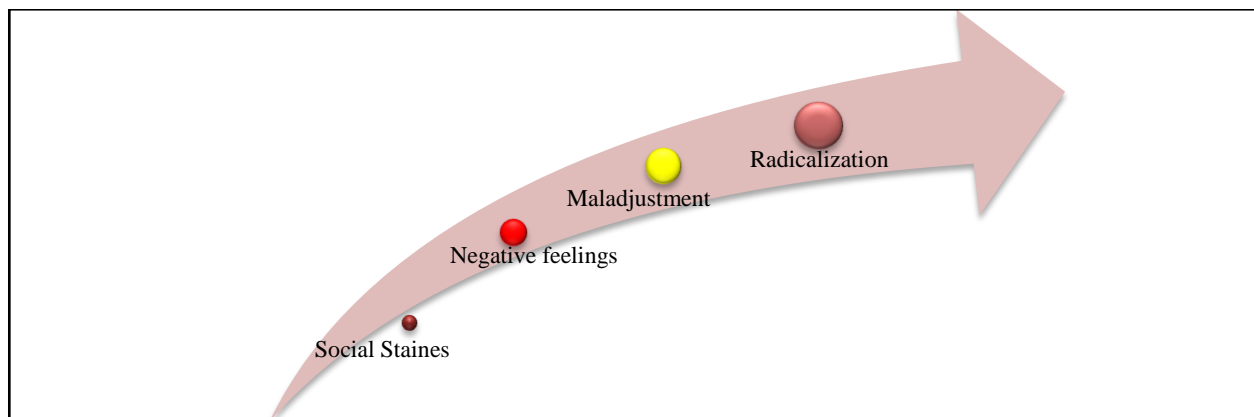 Radicalization
Maladjustment
Negative feelings
Social Staines